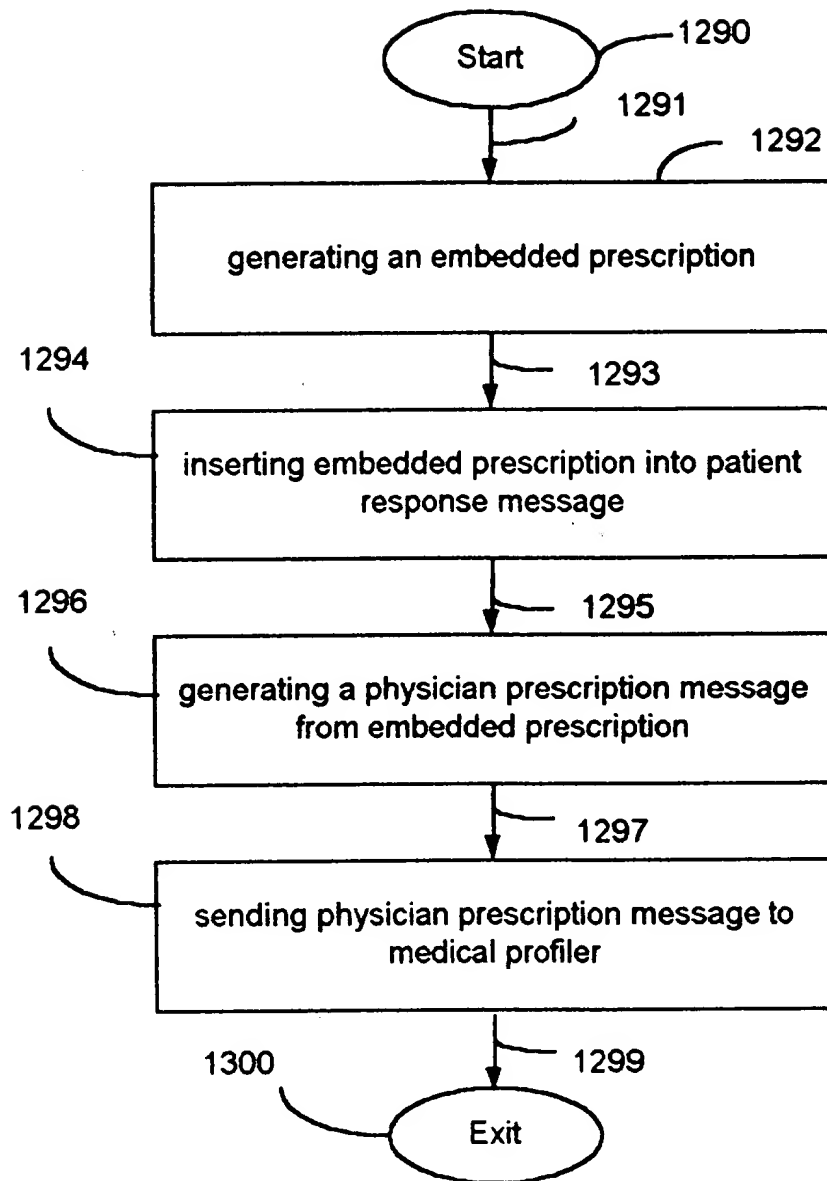 Start
1290
1291
1292
generating an embedded prescription
1294
1293
inserting embedded prescription into patient
response message
1296
1295
generating a physician prescription message
from embedded prescription
1298
1297
sending physician prescription message to
medical profiler
1300
1299
Exit